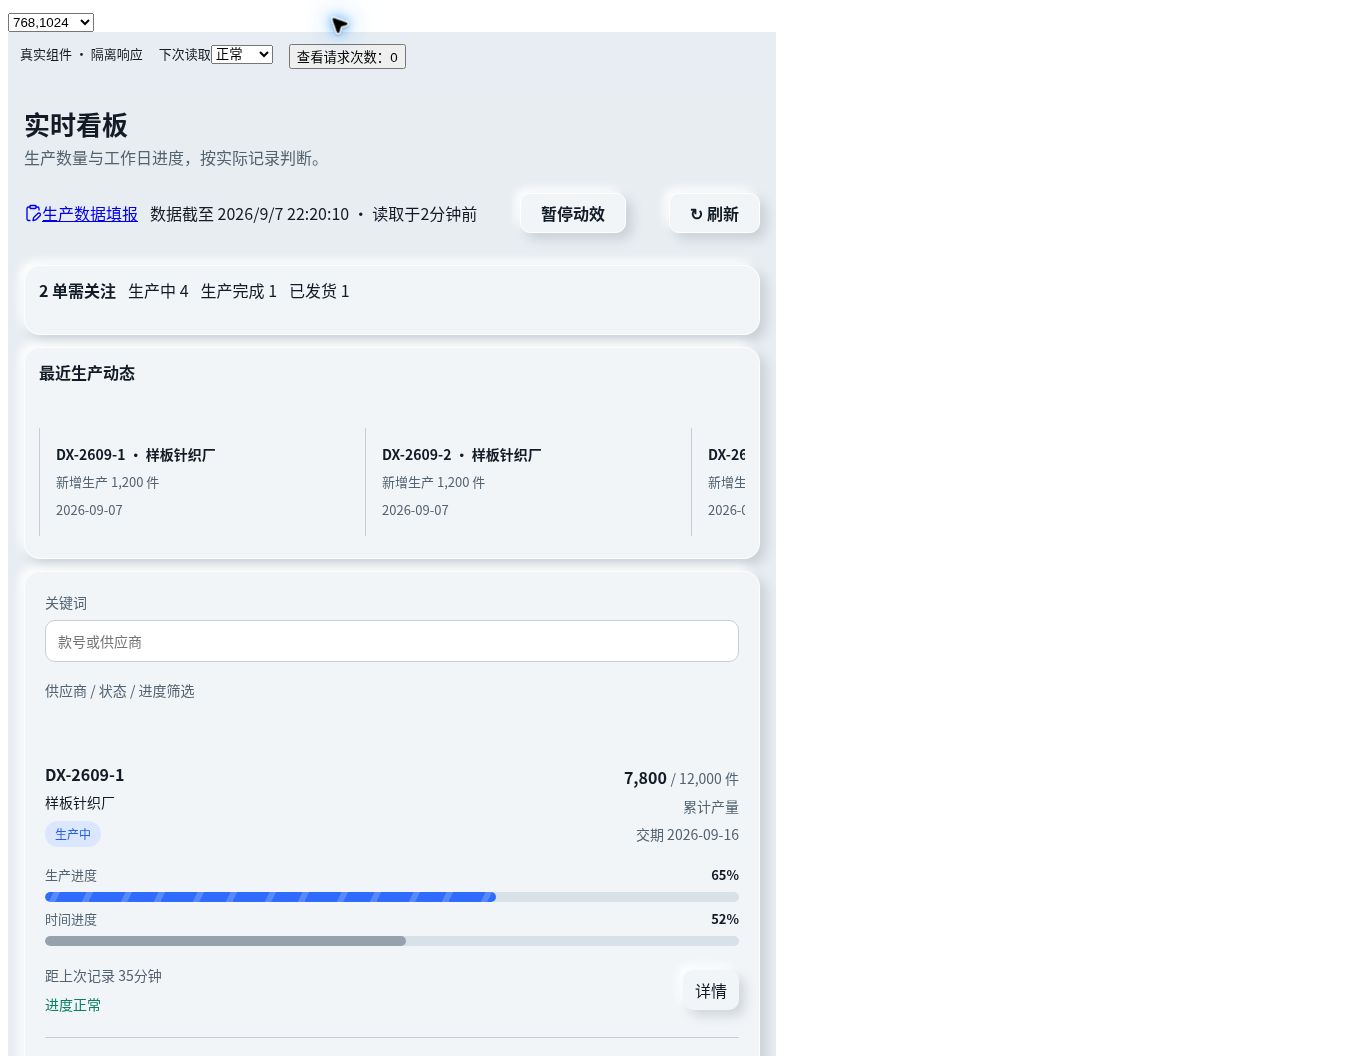 768,1024
真实组件 · 隔离响应 下次读取 正常 查看请求次数：0
实时看板
生产数量与工作日进度，按实际记录判断。
生产数据填报 数据截至 2026/9/7 22:20:10 · 读取于2分钟前 暂停动效 ↻ 刷新
2 单需关注 生产中 4 生产完成 1 已发货 1
最近生产动态
DX-2609-1 · 样板针织厂 DX-2609-2 · 样板针织厂 DX-26
新增生产 1,200 件 新增生产 1,200 件 新增生
2026-09-07 2026-09-07 2026-0
关键词
款号或供应商
供应商 / 状态 / 进度筛选
DX-2609-1 7,800 / 12,000 件
样板针织厂 累计产量
生产中 交期 2026-09-16
生产进度 65%
时间进度 52%
距上次记录 35分钟
进度正常 详情